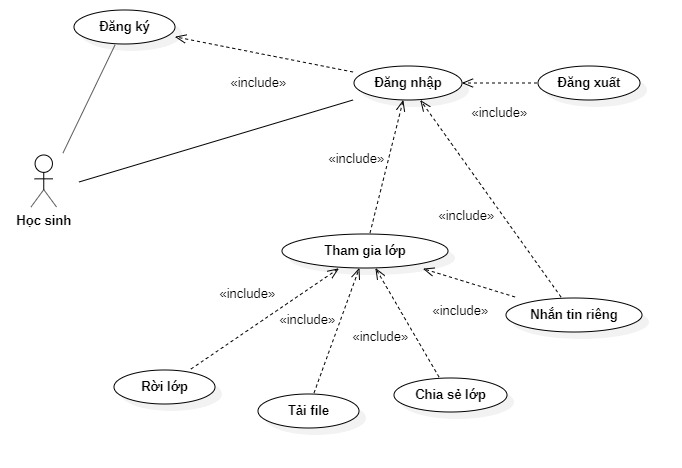 Đăng ký
«include»
Đăng nhập
Đăng xuất
«include»
«include»
Học sinh
«include»
Tham gia lớp
«include»
«include»
«include»
Nhắn tin riêng
«include»
Rời lớp
Tải file
Chia sẻ lớp